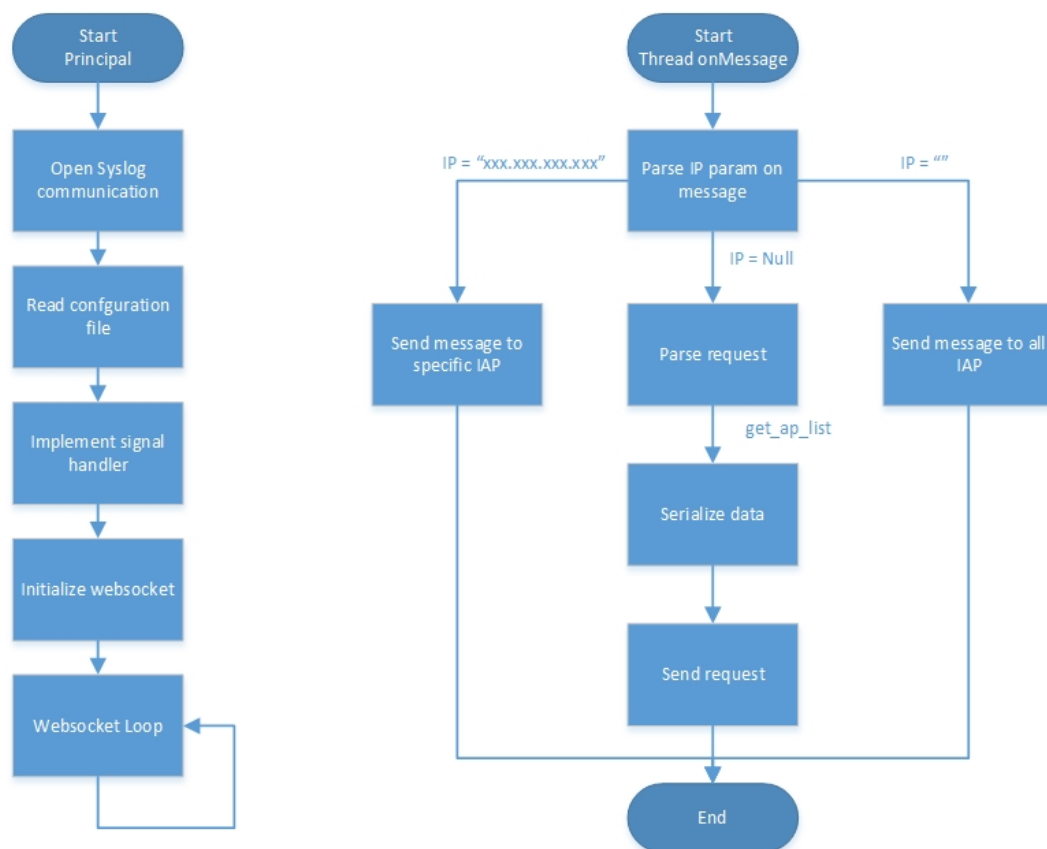 Start
Principal
Open Syslog
communication
Read confguration
file
Implement signal
handler
Initialize websocket
Websocket Loop
Start
Thread onMessage
Parse IP param on
message
IP = “xxx.xxx.xxx.xxx”
IP = “”
IP = Null
Send message to
specific IAP
Parse request
Send message to all
IAP
get_ap_list
Serialize data
Send request
End